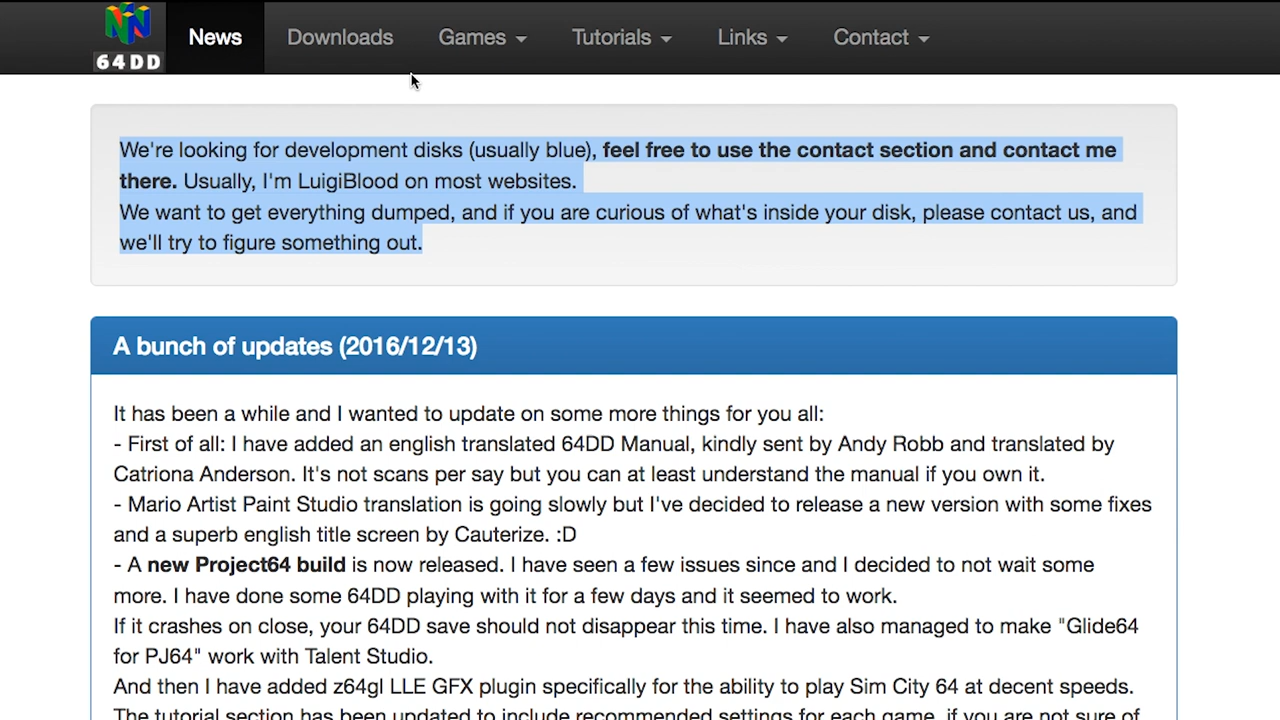 64DD
News Downloads Games Tutorials Links Contact
We're looking for development disks (usually blue), feel free to use the contact section and contact me
there. Usually, I'm LuigiBlood on most websites.
We want to get everything dumped, and if you are curious of what's inside your disk, please contact us, and
we'll try to figure something out.
A bunch of updates (2016/12/13)
It has been a while and I wanted to update on some more things for you all:
- First of all: I have added an english translated 64DD Manual, kindly sent by Andy Robb and translated by
Catriona Anderson. It's not scans per say but you can at least understand the manual if you own it.
- Mario Artist Paint Studio translation is going slowly but I've decided to release a new version with some fixes
and a superb english title screen by Cauterize. :D
- A new Project64 build is now released. I have seen a few issues since and I decided to not wait some
more. I have done some 64DD playing with it for a few days and it seemed to work.
If it crashes on close, your 64DD save should not disappear this time. I have also managed to make "Glide64
for PJ64" work with Talent Studio.
And then I have added z64gl LLE GFX plugin specifically for the ability to play Sim City 64 at decent speeds.
The tutorial section has been updated to include recommended settings for each game, if you are not sure of